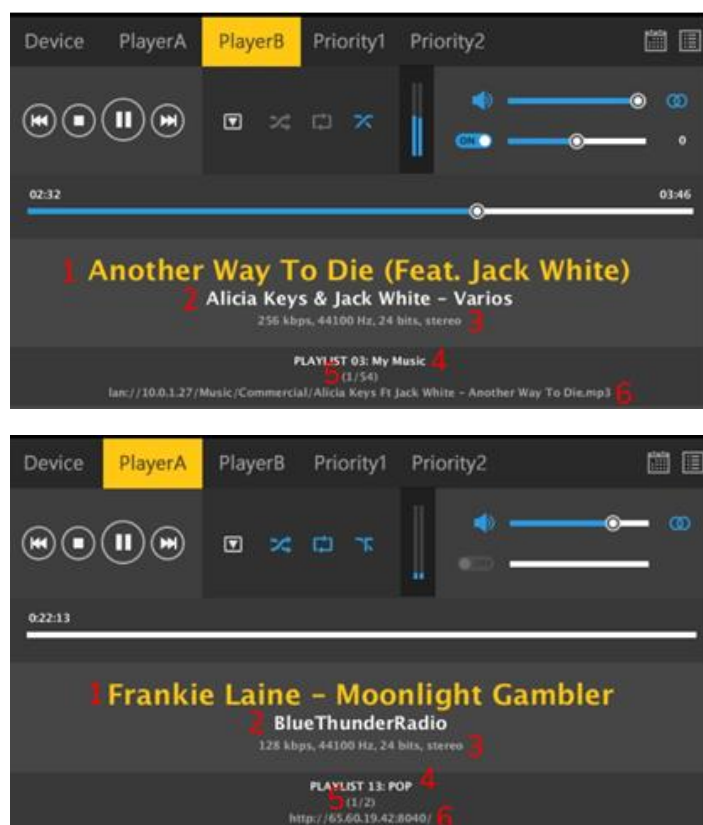 Device PlayerA PlayerB Priority1 Priority2
ON 0
02:32 03:46
1 Another Way To Die (Feat. Jack White)
2 Alicia Keys & Jack White - Varios
256 kbps, 44100 Hz, 24 bits, stereo 3
PLAYLIST 03: My Music 4
5 (1/54)
lan://10.0.1.27/Music/Commercial/Alicia Keys Ft Jack White - Another Way To Die.mp3 6
Device PlayerA PlayerB Priority1 Priority2
0:22:13
1 Frankie Laine - Moonlight Gambler
2 BlueThunderRadio
128 kbps, 44100 Hz, 24 bits, stereo 3
PLAYLIST 13: POP 4
5 (1/2)
http://65.60.19.42:8040/ 6